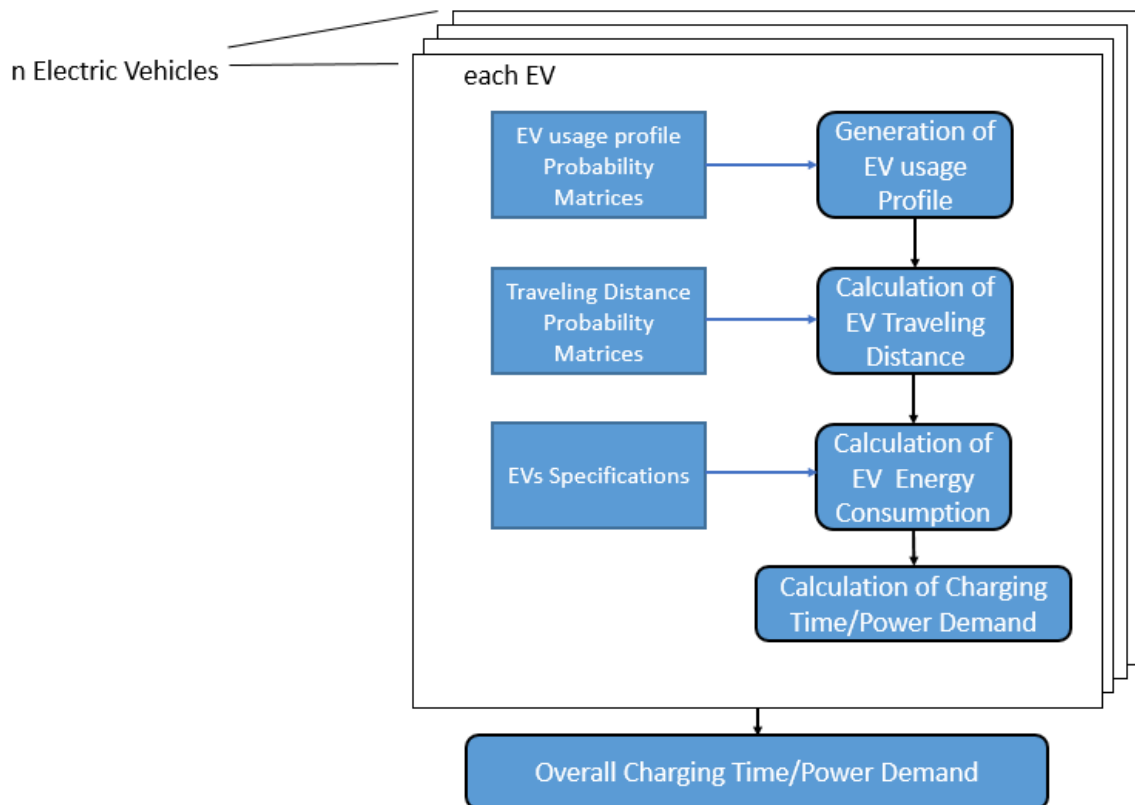 n Electric Vehicles
each EV
EV usage profile
Probability
Matrices
Generation of
EV usage
Profile
Traveling Distance
Probability
Matrices
Calculation of
EV Traveling
Distance
EVs Specifications
Calculation of
EV Energy
Consumption
Calculation of Charging
Time/Power Demand
Overall Charging Time/Power Demand